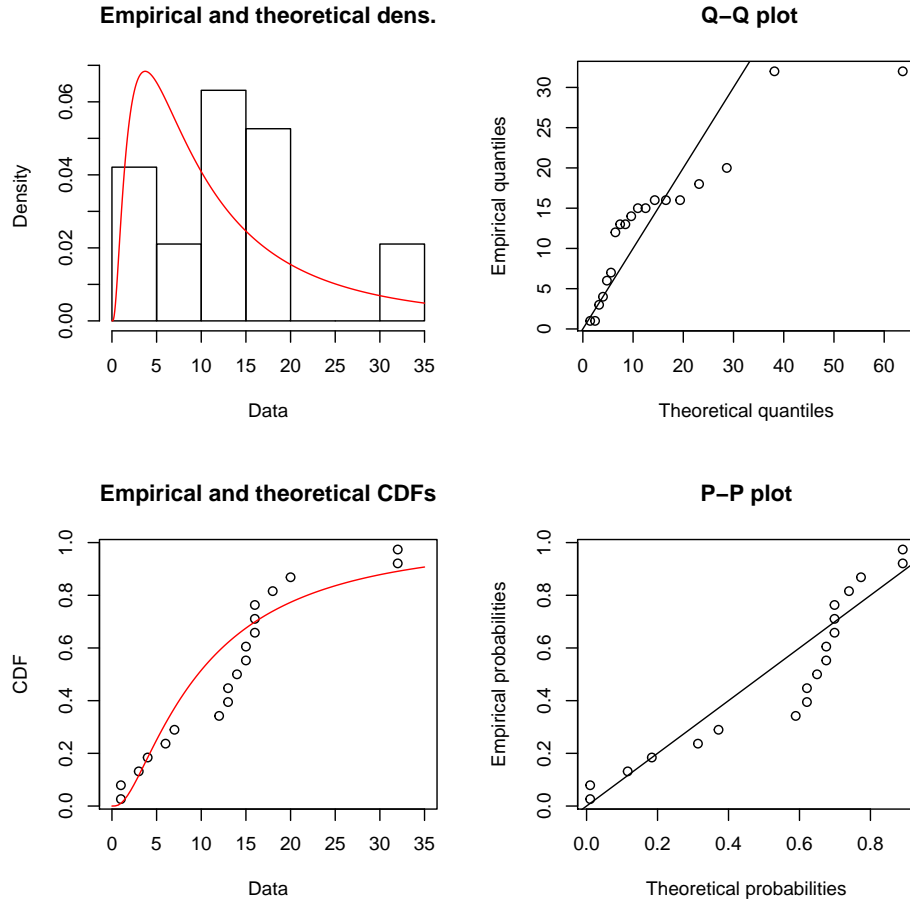 Empirical and theoretical dens.
Density
0.00 0.02 0.04 0.06
0 5 10 15 20 25 30 35
Data
Q−Q plot
Empirical quantiles
0 5 10 15 20 25 30
0 10 20 30 40 50 60
Theoretical quantiles
Empirical and theoretical CDFs
CDF
0.0 0.2 0.4 0.6 0.8 1.0
0 5 10 15 20 25 30 35
Data
P−P plot
Empirical probabilities
0.0 0.2 0.4 0.6 0.8 1.0
0.0 0.2 0.4 0.6 0.8
Theoretical probabilities